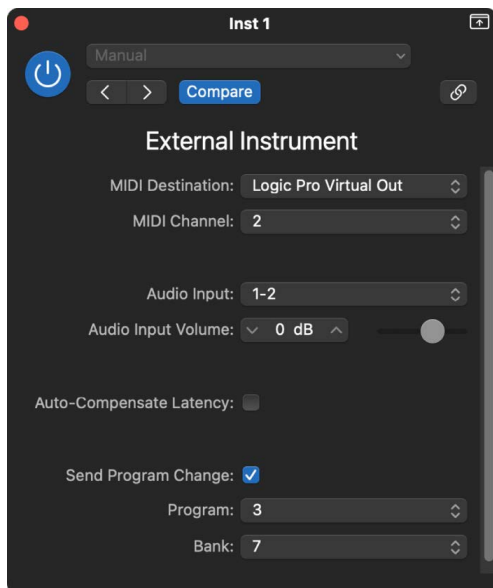 Inst 1
Manual
Compare
External Instrument
MIDI Destination: Logic Pro Virtual Out
MIDI Channel: 2
Audio Input: 1-2
Audio Input Volume: 0 dB
Auto-Compensate Latency:
Send Program Change:
Program: 3
Bank: 7